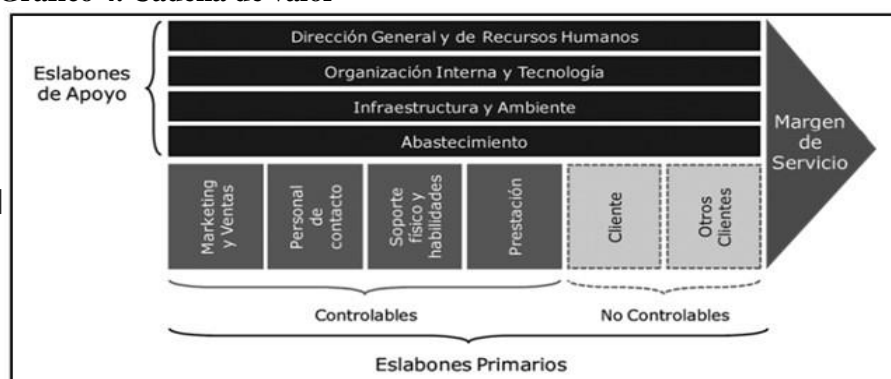 Gráfico 4. Cadena de valor
Dirección General y de Recursos Humanos
Organización Interna y Tecnología
Infraestructura y Ambiente
Abastecimiento
Eslabones
de Apoyo
Marketing
y Ventas
Personal
de
contacto
Soporte
físico y
habilidades
Prestación
Cliente
Otros
Clientes
Margen
de
Servicio
Controlables
No Controlables
Eslabones Primarios